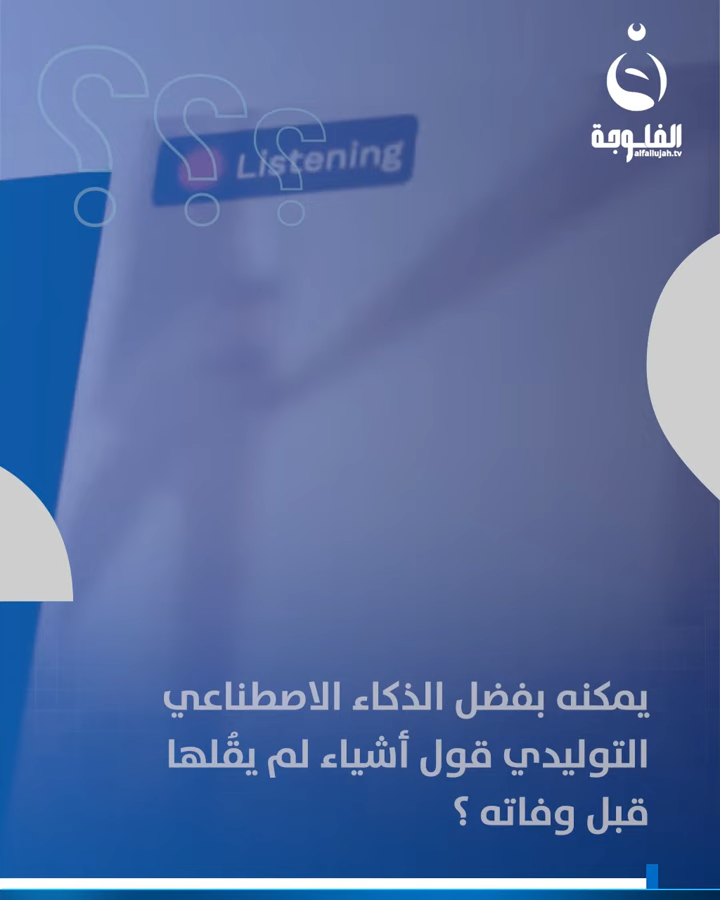 الفلوجة
alfallujah.tv
؟؟؟
Listening
يمكنه بفضل الذكاء الاصطناعي
التوليدي قول أشياء لم يقُلها
قبل وفاته ؟